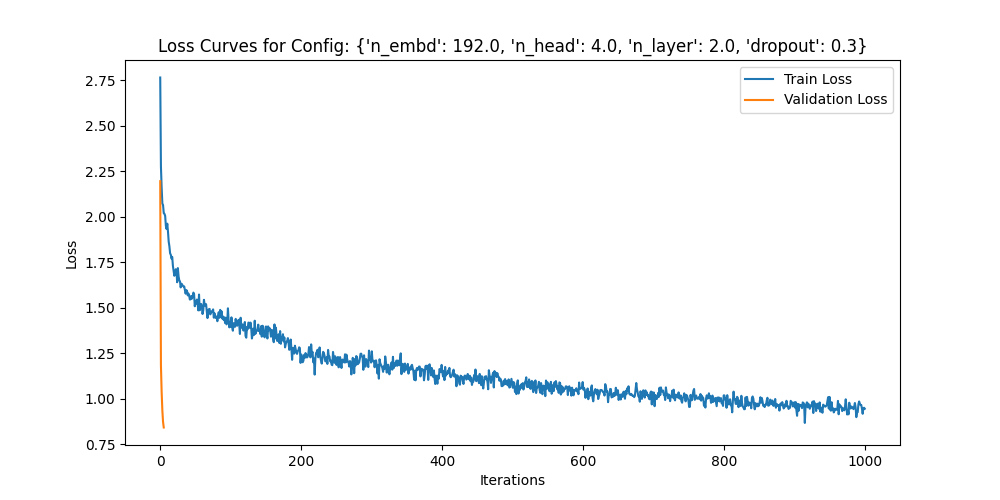 Loss Curves for Config: {'n_embd': 192.0, 'n_head': 4.0, 'n_layer': 2.0, 'dropout': 0.3}
Train Loss
Validation Loss
2.75
2.50
2.25
2.00
1.75
1.50
1.25
1.00
0.75
Loss
0 200 400 600 800 1000
Iterations